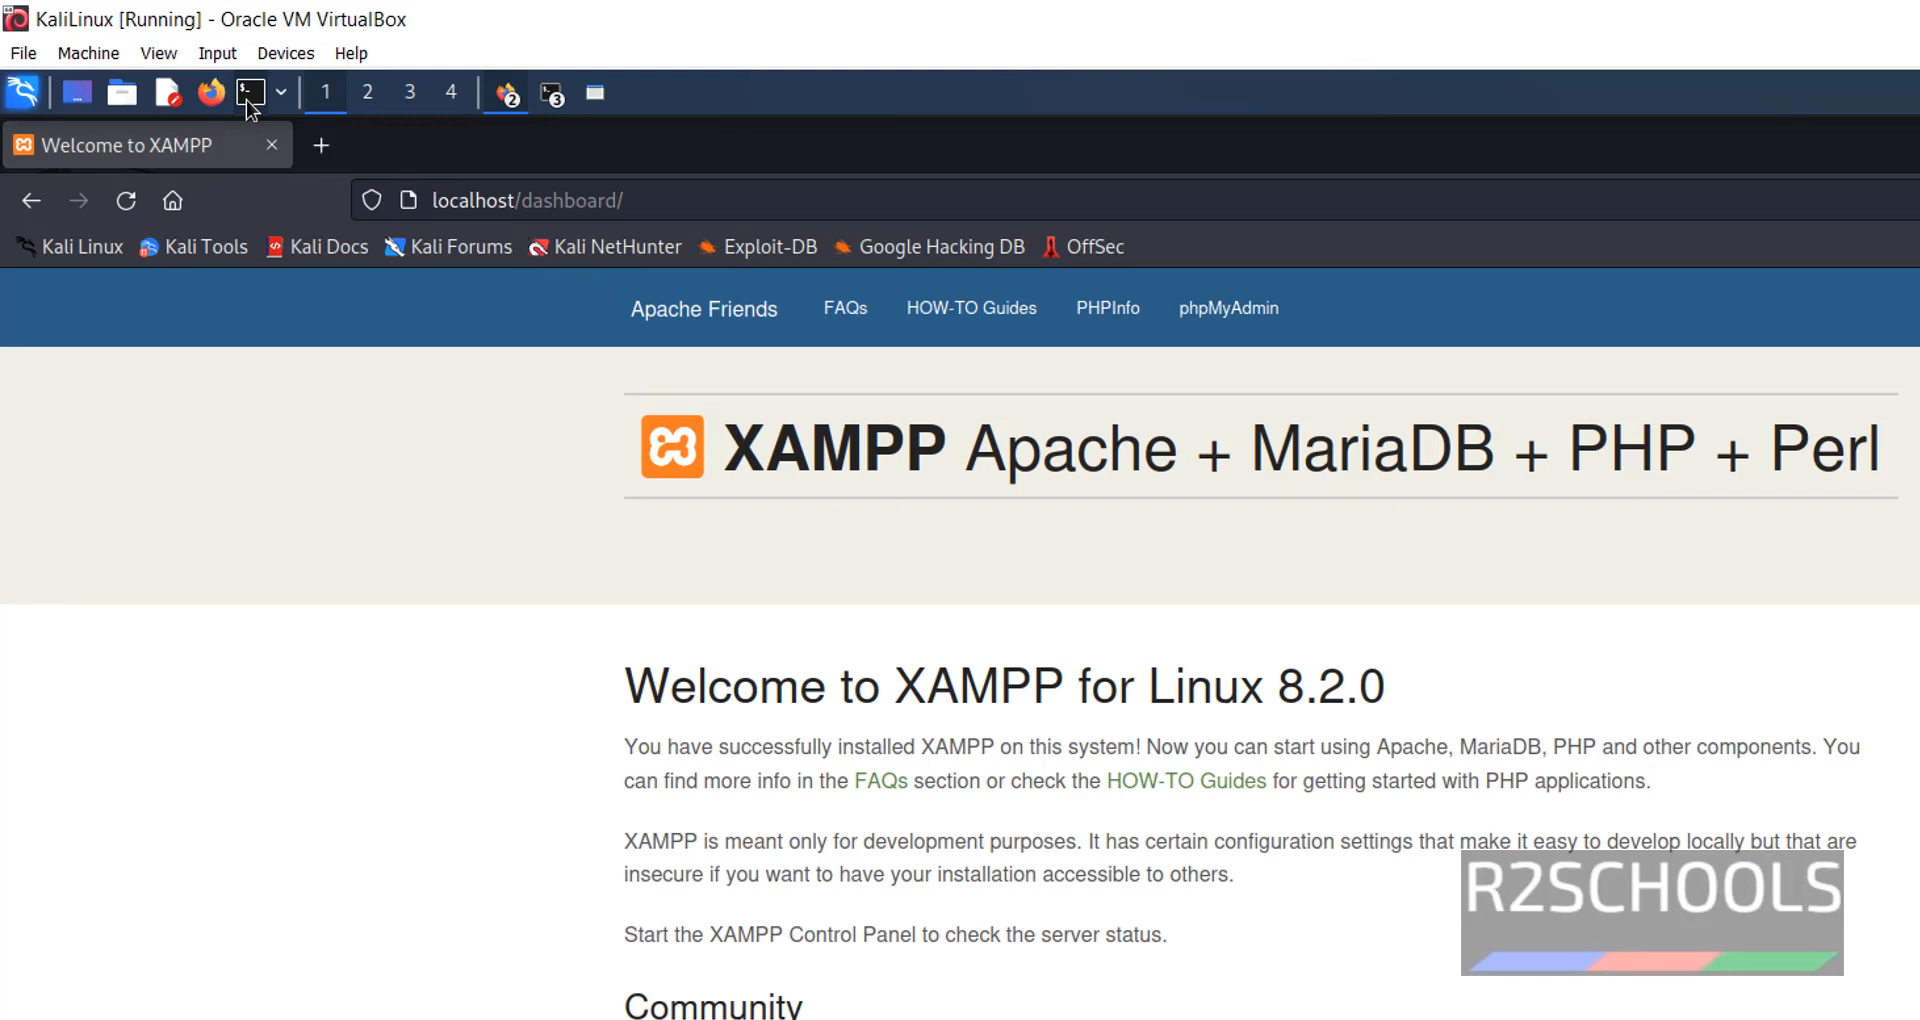 KaliLinux [Running] - Oracle VM VirtualBox
File Machine View Input Devices Help
1 2 3 4 2 3
Welcome to XAMPP
localhost/dashboard/
Kali Linux Kali Tools Kali Docs Kali Forums Kali NetHunter Exploit-DB Google Hacking DB OffSec
Apache Friends FAQs HOW-TO Guides PHPInfo phpMyAdmin
XAMPP Apache + MariaDB + PHP + Perl
Welcome to XAMPP for Linux 8.2.0
You have successfully installed XAMPP on this system! Now you can start using Apache, MariaDB, PHP and other components. You
can find more info in the FAQs section or check the HOW-TO Guides for getting started with PHP applications.
XAMPP is meant only for development purposes. It has certain configuration settings that make it easy to develop locally but that are
insecure if you want to have your installation accessible to others.
R2SCHOOLS
Start the XAMPP Control Panel to check the server status.
Community